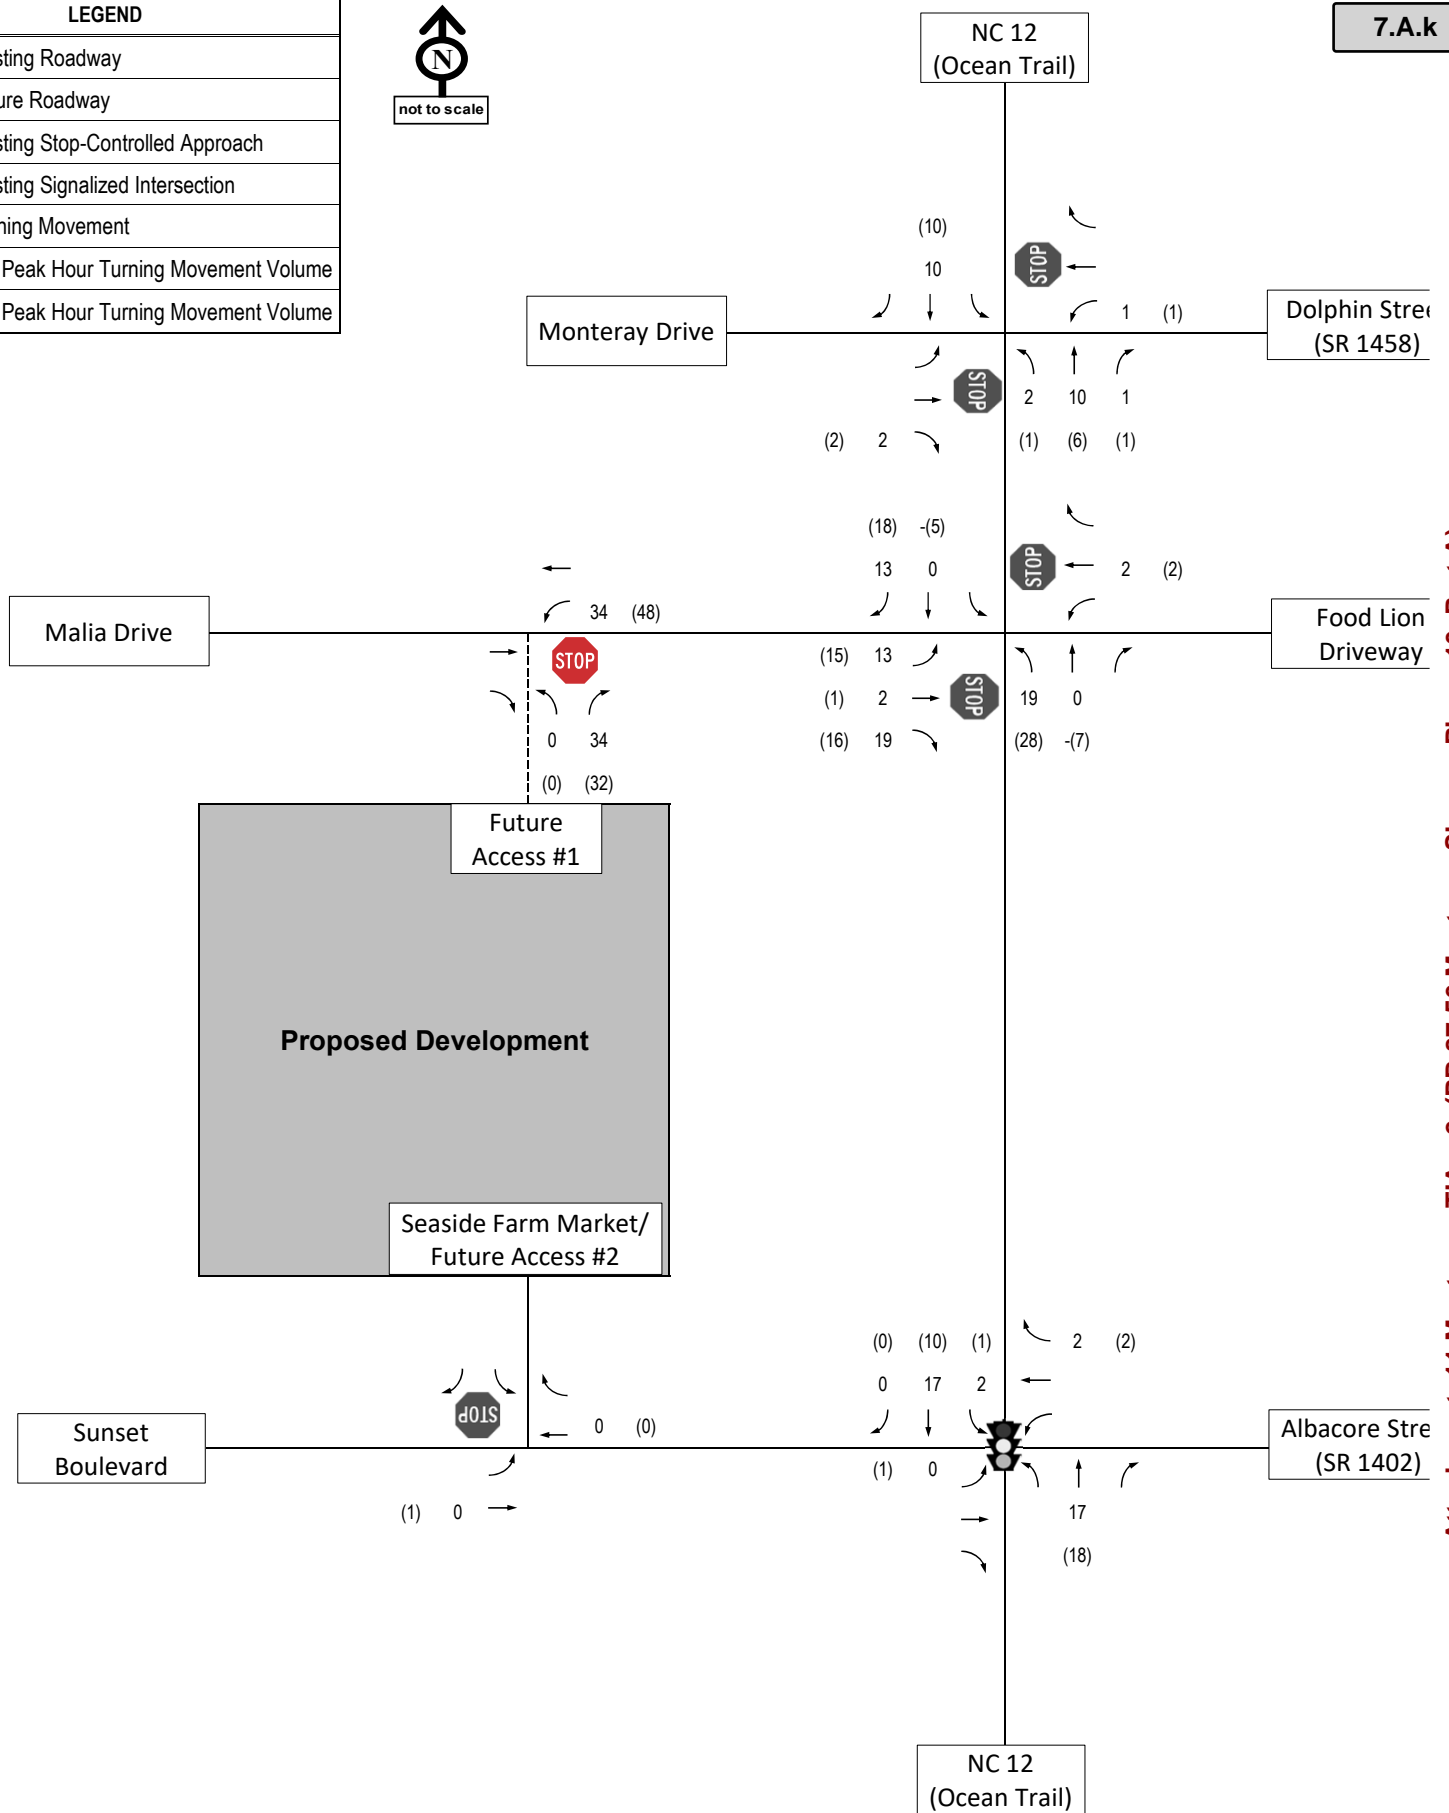 LEGEND
sting Roadway
ure Roadway
sting Stop-Controlled Approach
sting Signalized Intersection
ning Movement
Peak Hour Turning Movement Volume
Peak Hour Turning Movement Volume
N
not to scale
NC 12
(Ocean Trail)
7.A.k
(10)
10
STOP
Monteray Drive
1 (1)
Dolphin Stree
(SR 1458)
STOP
2 10 1
(2) 2
(1) (6) (1)
(18) -(5)
13 0
STOP
2 (2)
34 (48)
Malia Drive
Food Lion
Driveway
STOP
(15) 13
(1) 2
STOP
19 0
0 34
(16) 19
(28) -(7)
(0) (32)
Future
Access #1
Proposed Development
Seaside Farm Market/
Future Access #2
(0) (10) (1)
2 (2)
0 17 2
STOP
0 (0)
Sunset
Boulevard
Albacore Stre
(SR 1402)
(1) 0
(1) 0
17
(18)
NC 12
(Ocean Trail)